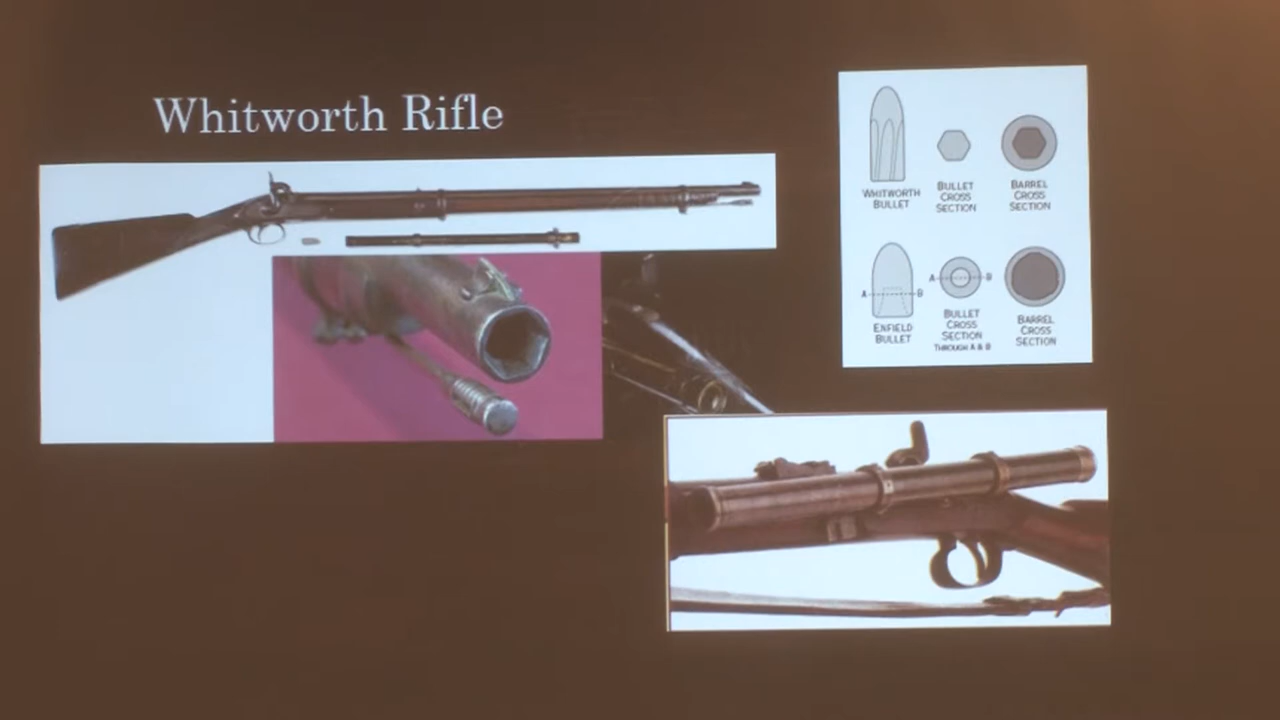 Whitworth Rifle
WHITWORTH
BULLET
BULLET
CROSS
SECTION
BARREL
CROSS
SECTION
A
B
A
B
ENFIELD
BULLET
BULLET
CROSS
SECTION
THROUGH A & B
BARREL
CROSS
SECTION